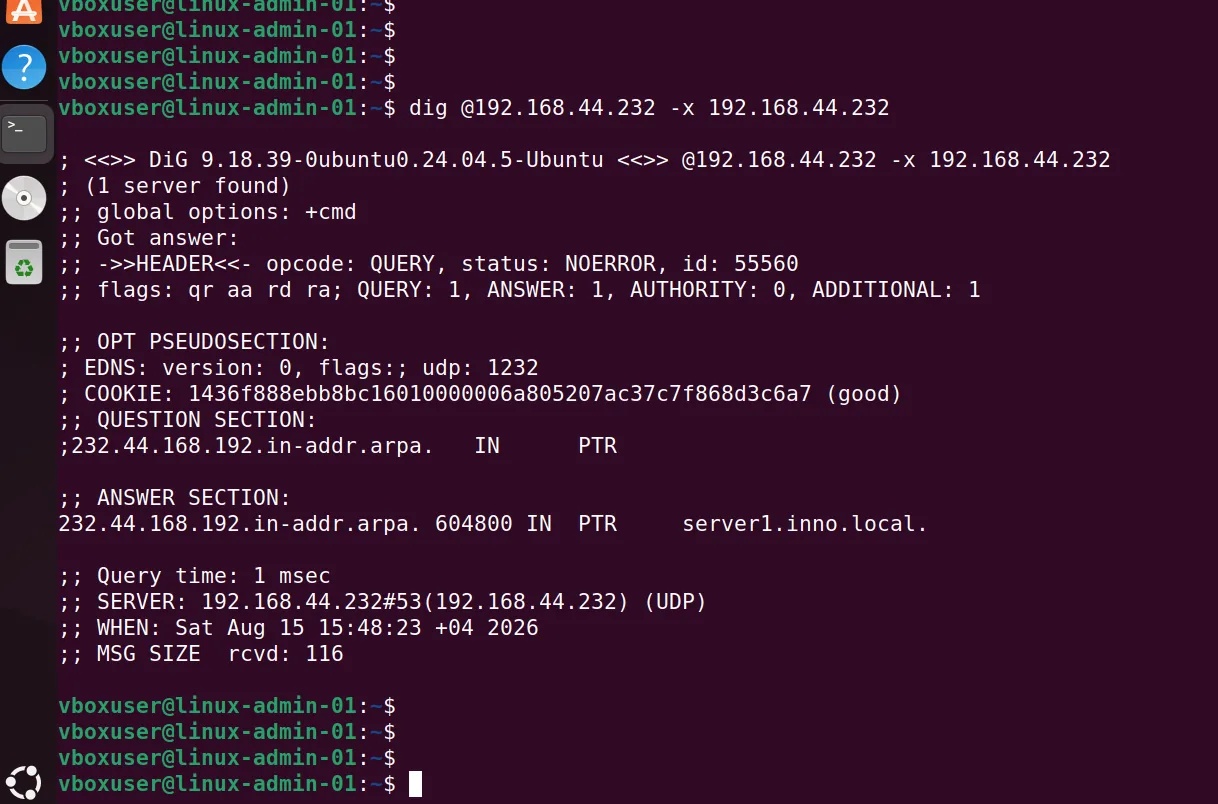 vboxuser@linux-admin-01:~$
vboxuser@linux-admin-01:~$
vboxuser@linux-admin-01:~$
vboxuser@linux-admin-01:~$
vboxuser@linux-admin-01:~$ dig @192.168.44.232 -x 192.168.44.232
; <<>> DiG 9.18.39-0ubuntu0.24.04.5-Ubuntu <<>> @192.168.44.232 -x 192.168.44.232
; (1 server found)
;; global options: +cmd
;; Got answer:
;; ->>HEADER<<- opcode: QUERY, status: NOERROR, id: 55560
;; flags: qr aa rd ra; QUERY: 1, ANSWER: 1, AUTHORITY: 0, ADDITIONAL: 1
;; OPT PSEUDOSECTION:
; EDNS: version: 0, flags:; udp: 1232
; COOKIE: 1436f888ebb8bc16010000006a805207ac37c7f868d3c6a7 (good)
;; QUESTION SECTION:
;232.44.168.192.in-addr.arpa. IN PTR
;; ANSWER SECTION:
232.44.168.192.in-addr.arpa. 604800 IN PTR server1.inno.local.
;; Query time: 1 msec
;; SERVER: 192.168.44.232#53(192.168.44.232) (UDP)
;; WHEN: Sat Aug 15 15:48:23 +04 2026
;; MSG SIZE rcvd: 116
vboxuser@linux-admin-01:~$
vboxuser@linux-admin-01:~$
vboxuser@linux-admin-01:~$
vboxuser@linux-admin-01:~$